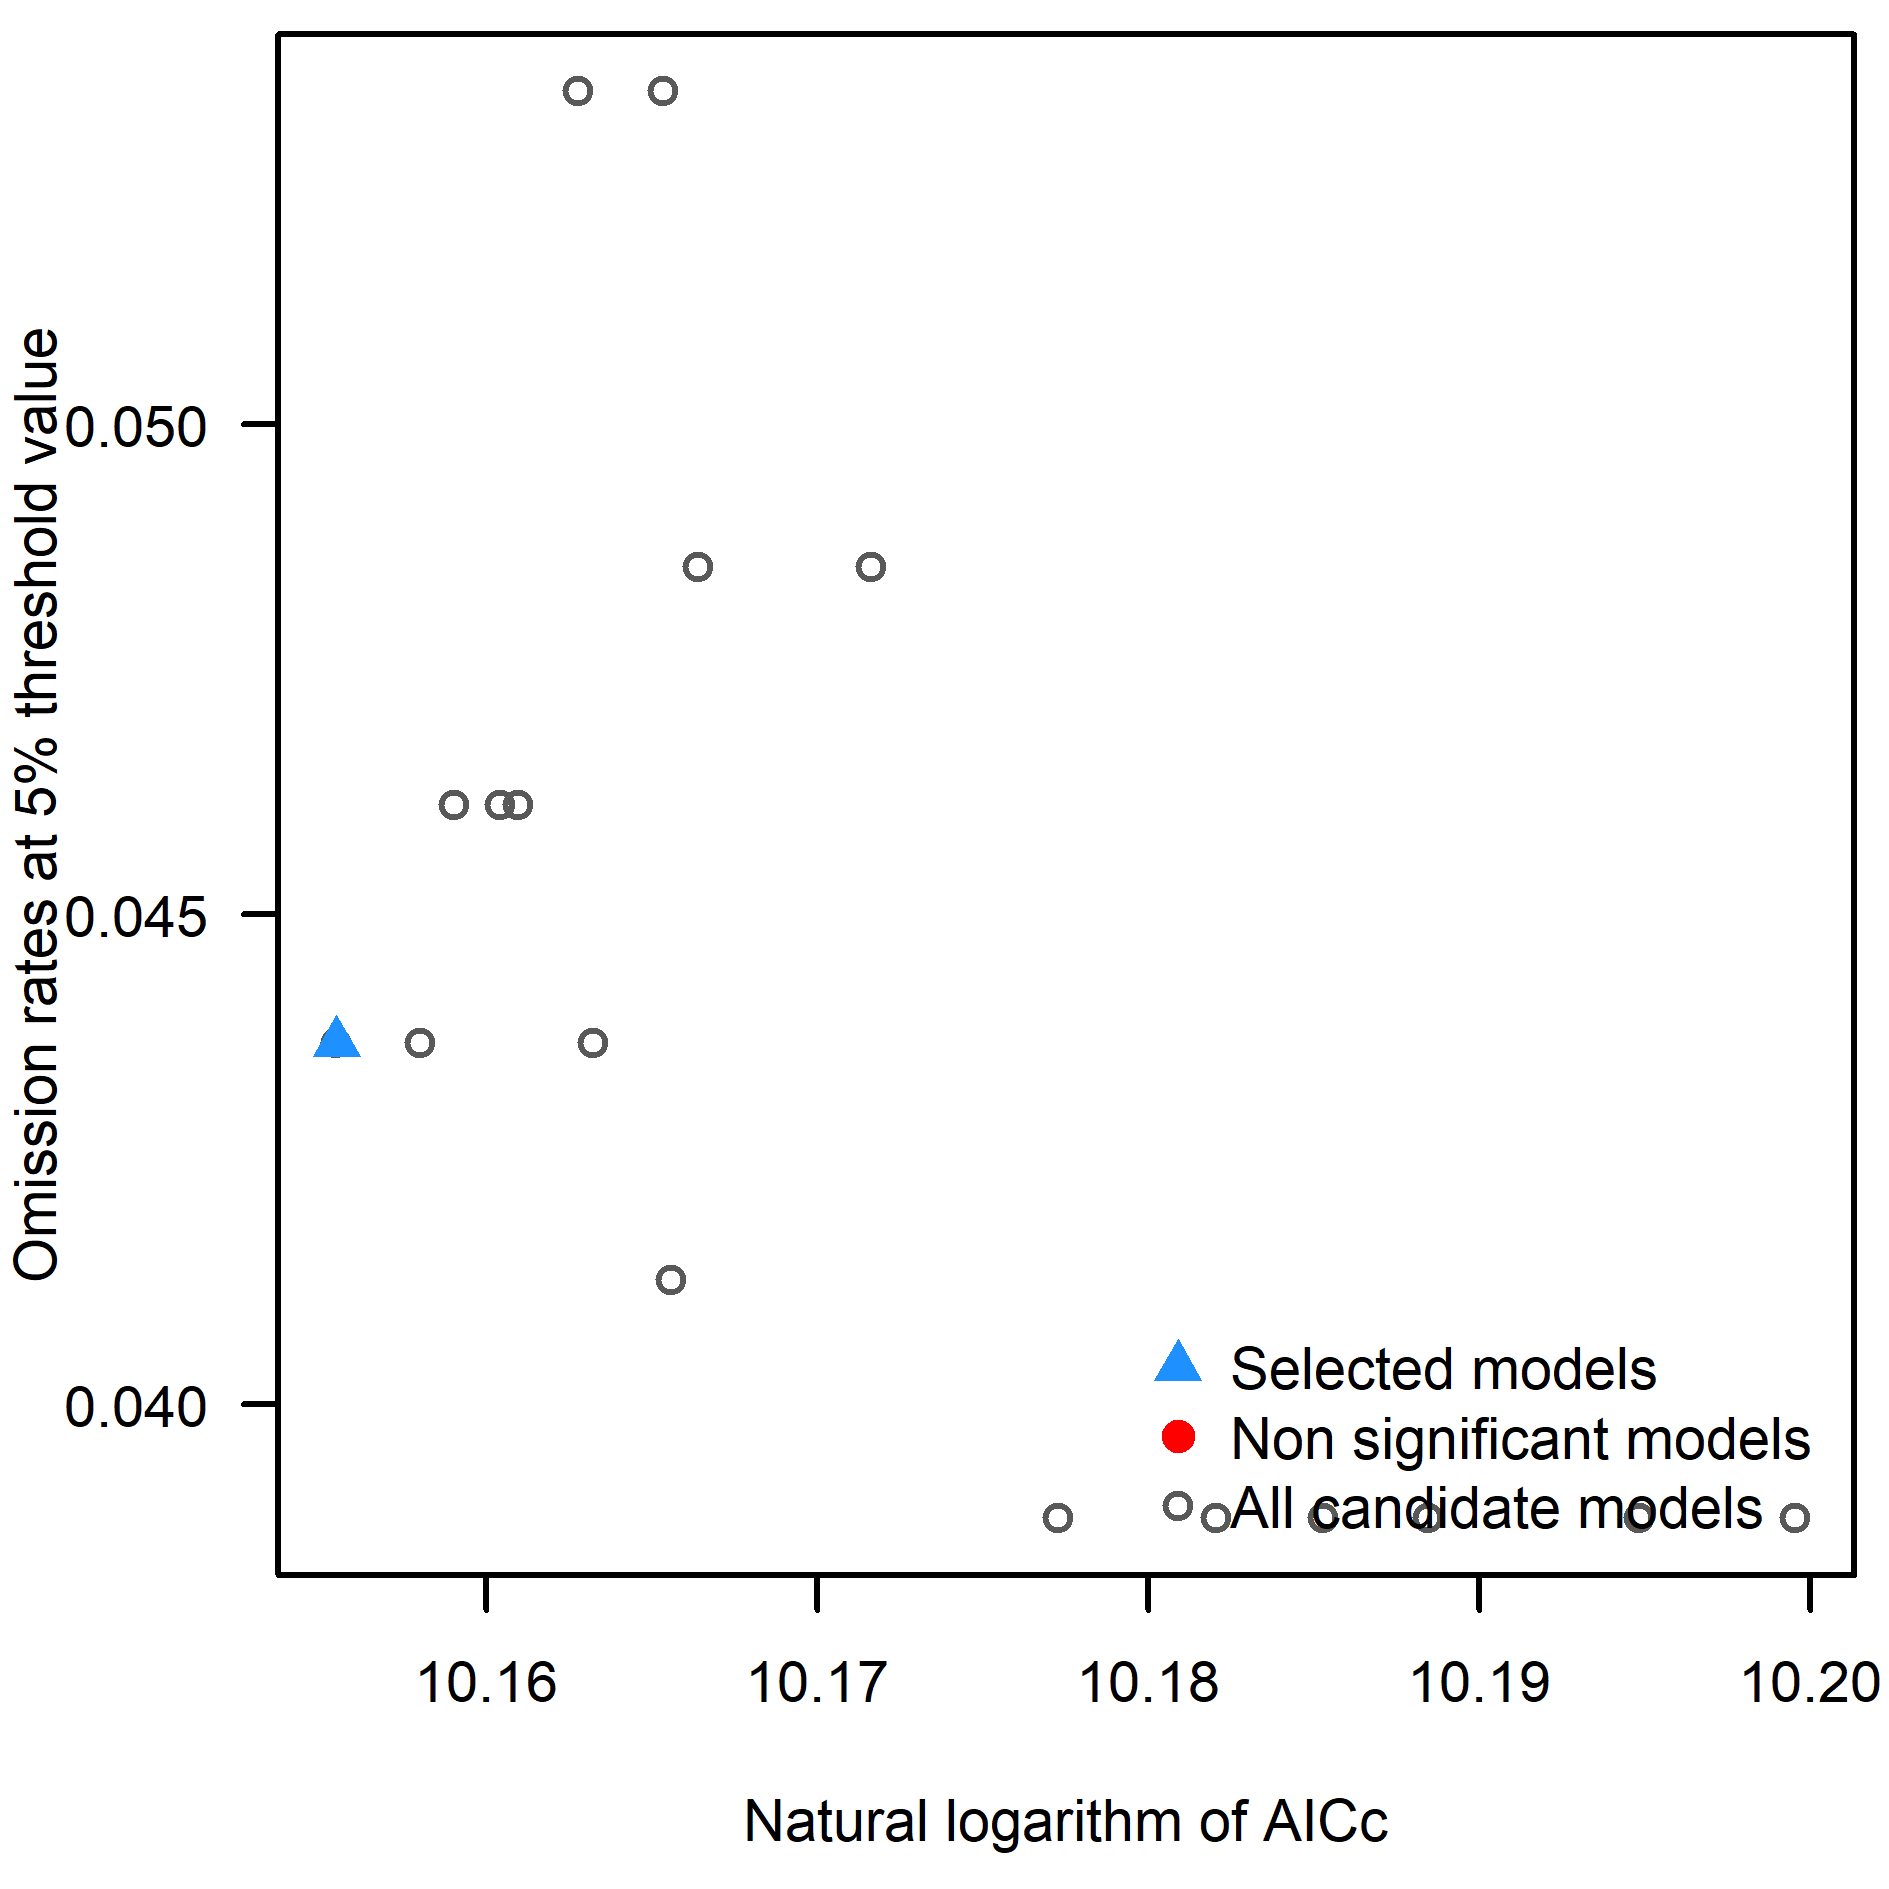 Omission rates at 5% threshold value
0.050
0.045
0.040
Selected models
Non significant models
All candidate models
10.16 10.17 10.18 10.19 10.20
Natural logarithm of AICc